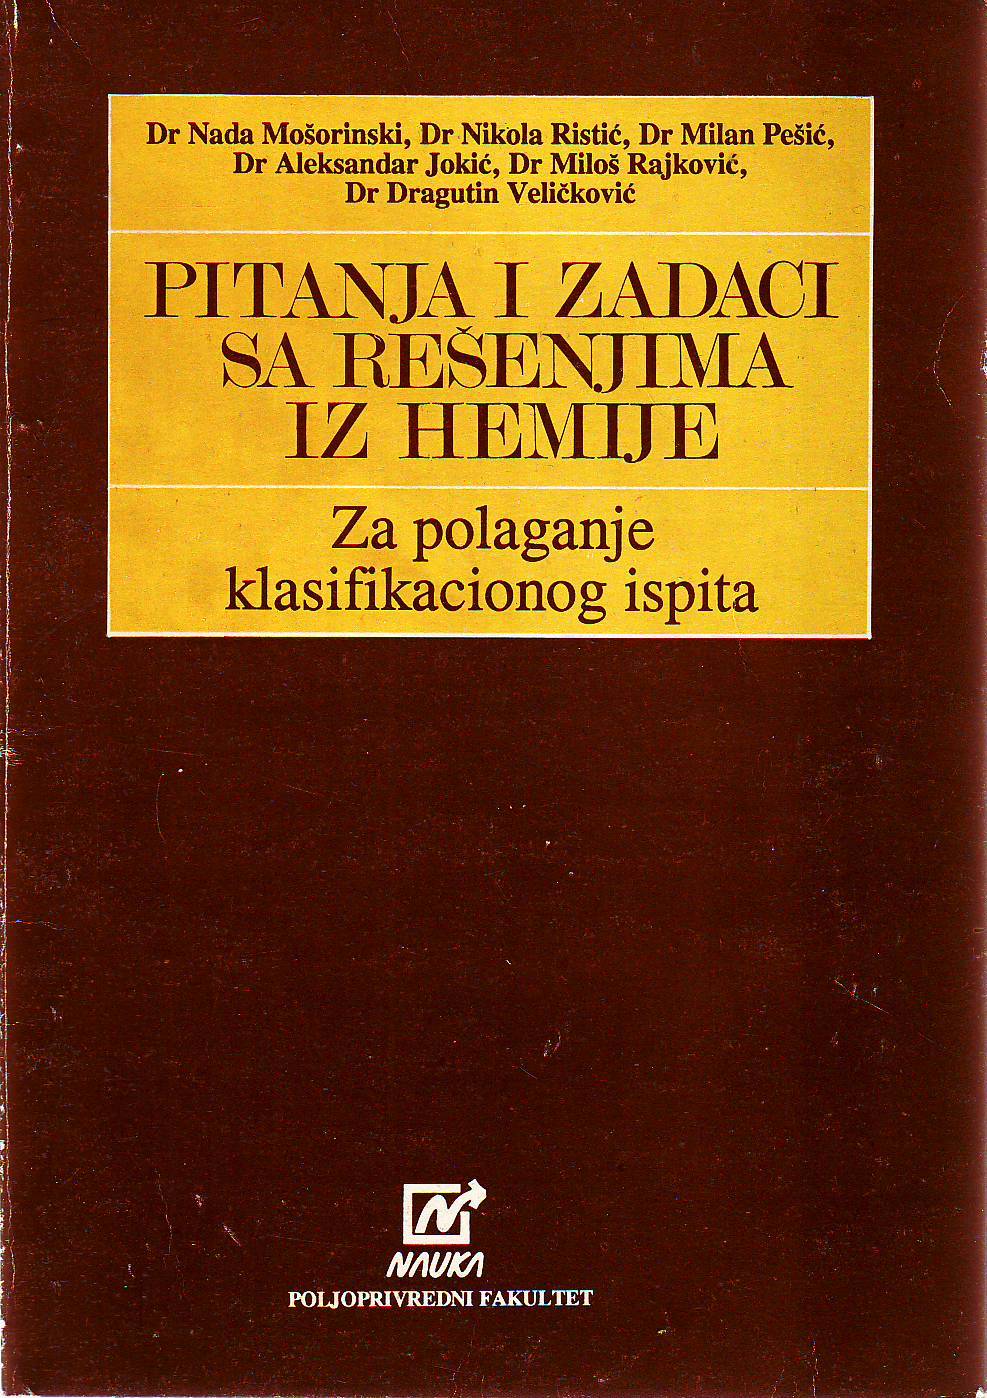 Dr Nada Mošorinski, Dr Nikola Ristić, Dr Milan Pešić,
Dr Aleksandar Jokić, Dr Miloš Rajković,
Dr Dragutin Veličković
PITANJA I ZADACI
SA REŠENJIMA
IZ HEMIJE
Za polaganje
klasifikacionog ispita
NAUKA
POLJOPRIVREDNI FAKULTET